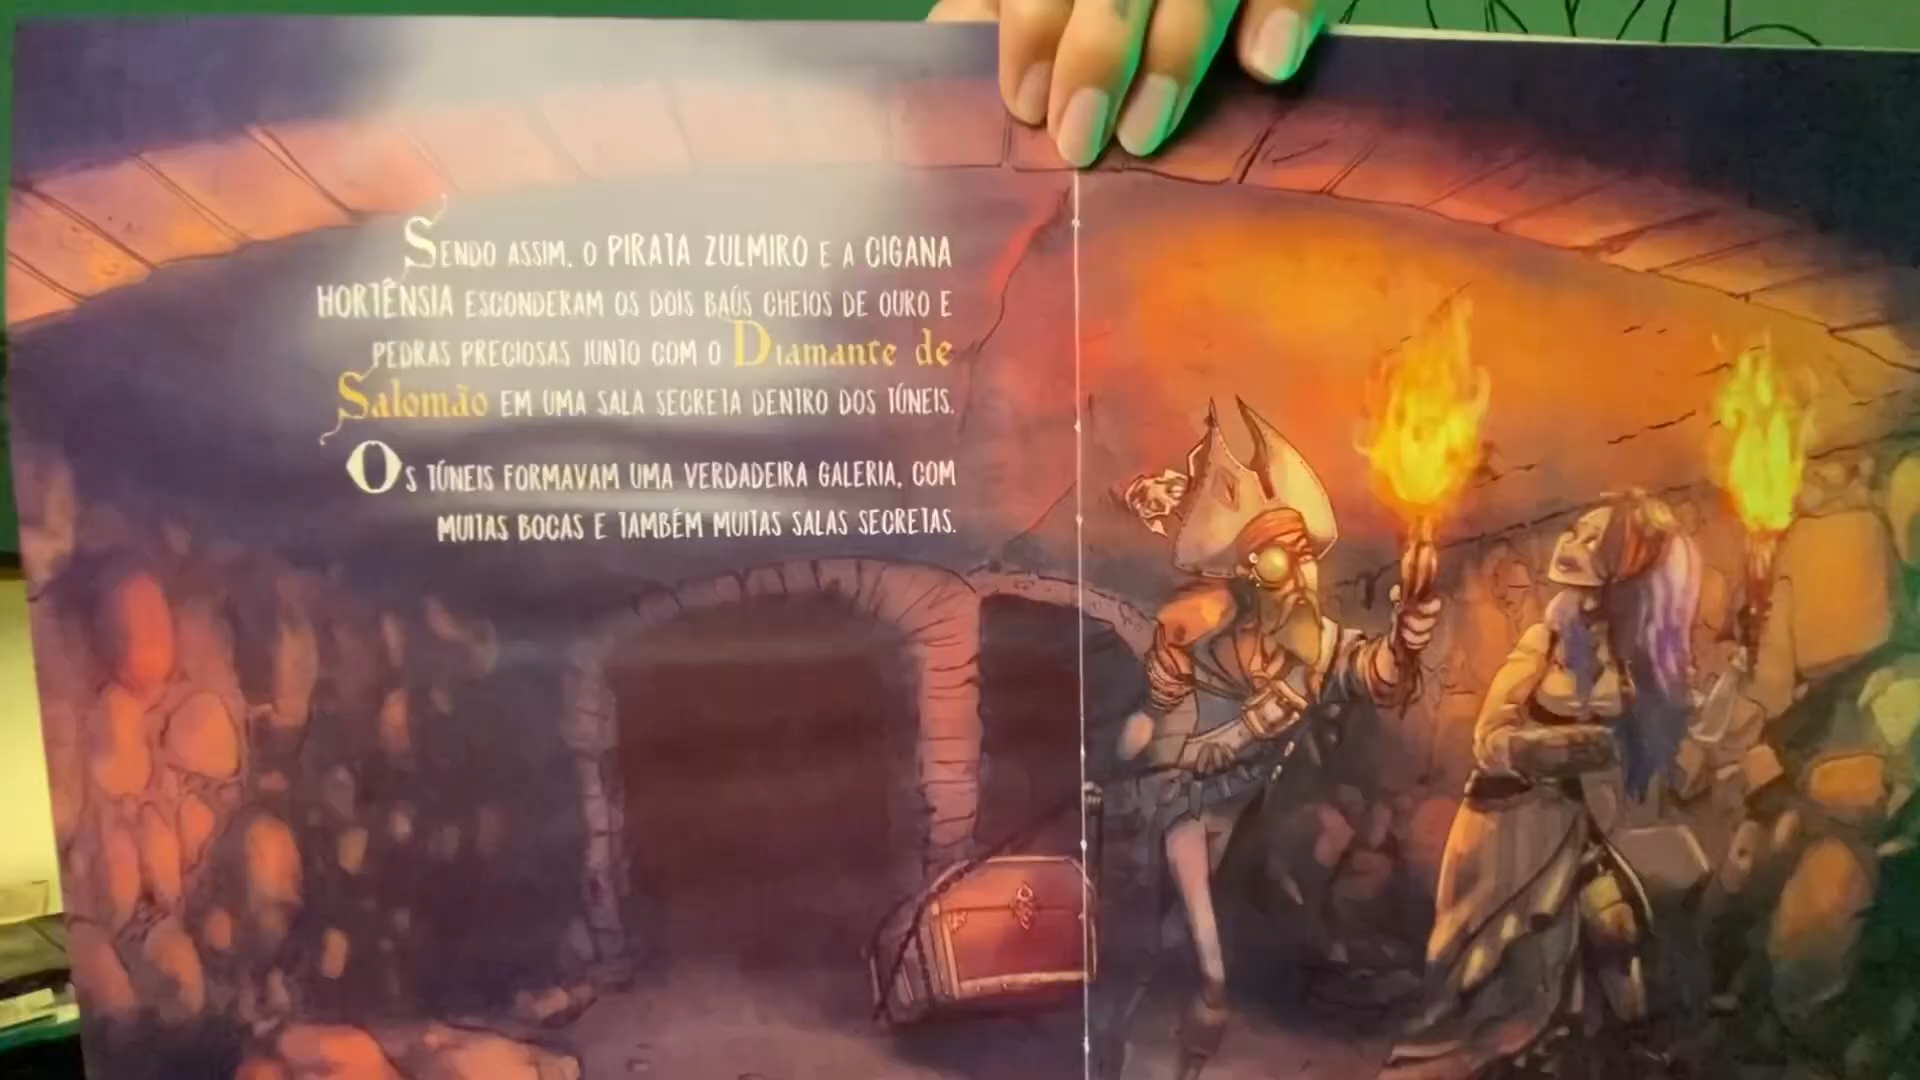 SENDO ASSIM, O PIRATA ZULMIRO E A CIGANA
HORTÊNSIA ESCONDERAM OS DOIS BAÚS CHEIOS DE OURO E
PEDRAS PRECIOSAS JUNTO COM O Diamante de
Salomão EM UMA SALA SECRETA DENTRO DOS TÚNEIS.
OS TÚNEIS FORMAVAM UMA VERDADEIRA GALERIA, COM
MUITAS BOCAS E TAMBÉM MUITAS SALAS SECRETAS.